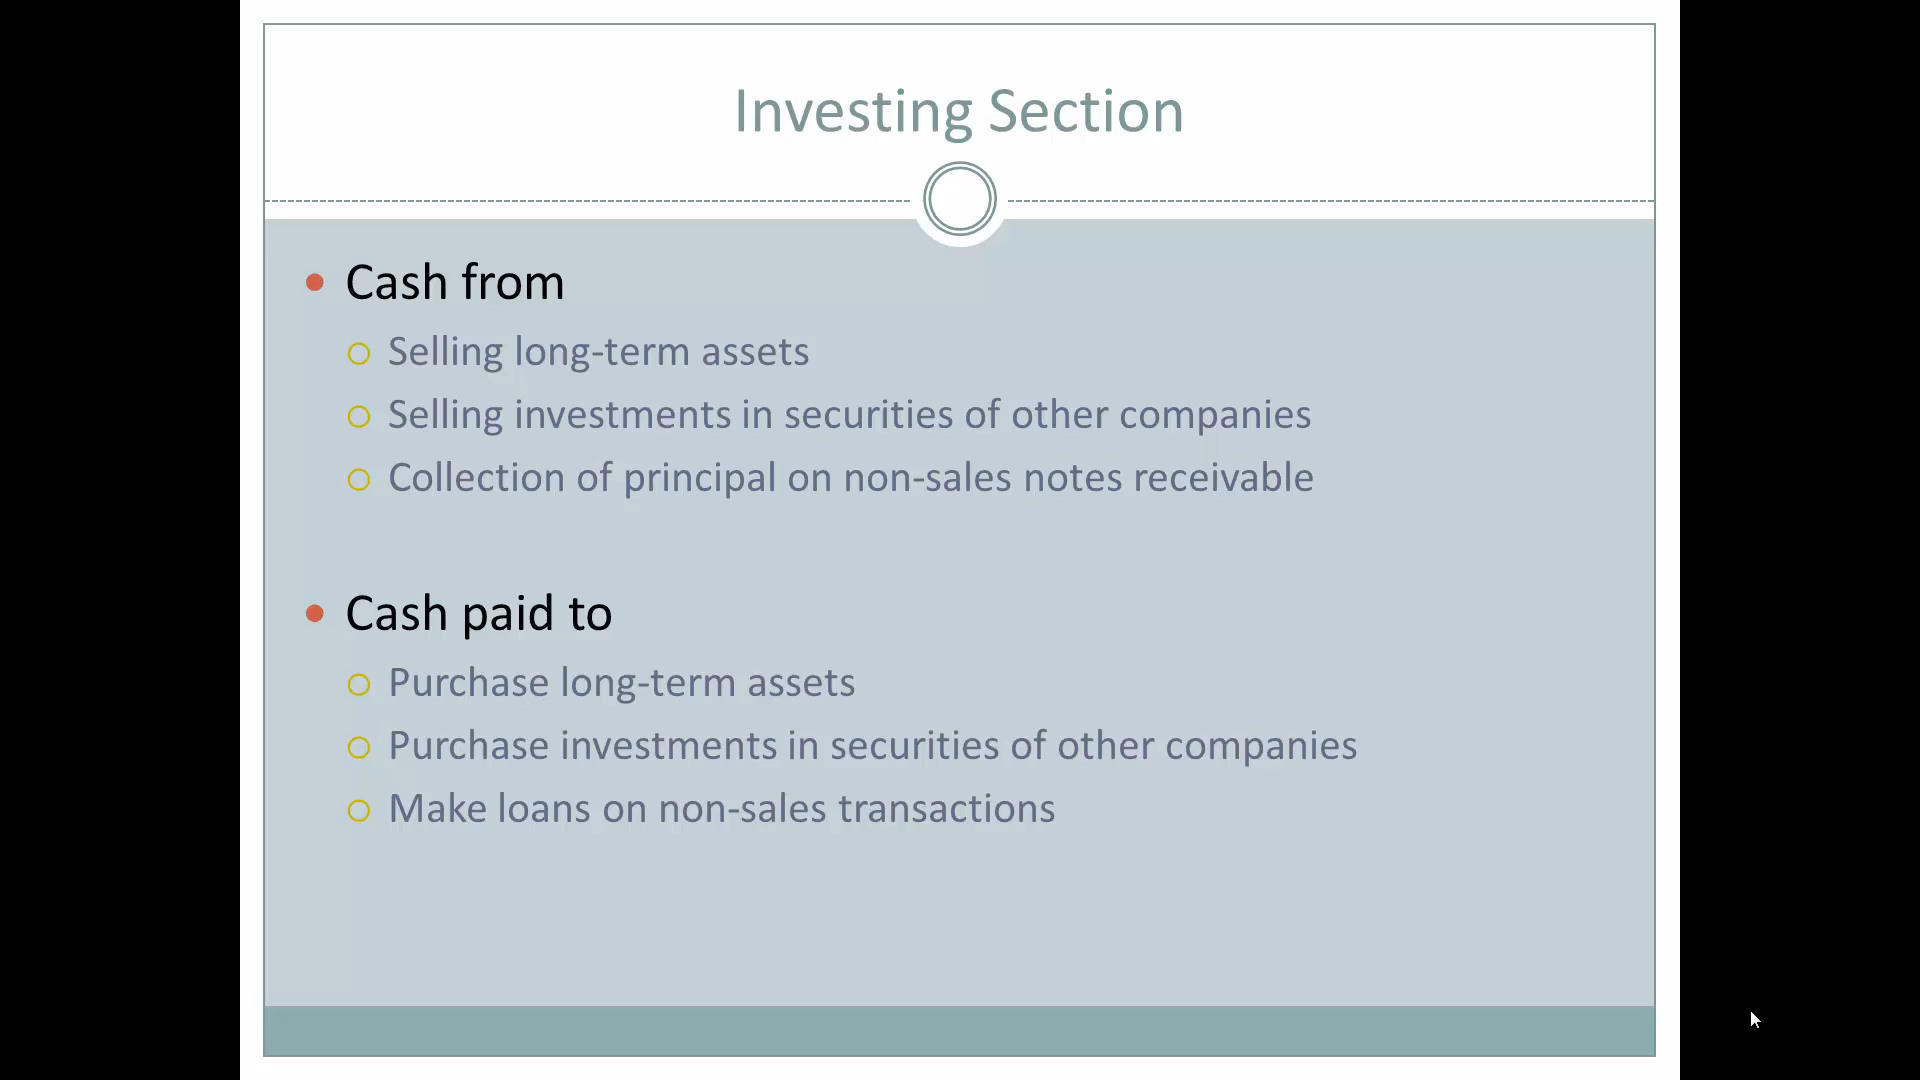 Investing Section
Cash from
Selling long-term assets
Selling investments in securities of other companies
Collection of principal on non-sales notes receivable
Cash paid to
Purchase long-term assets
Purchase investments in securities of other companies
Make loans on non-sales transactions